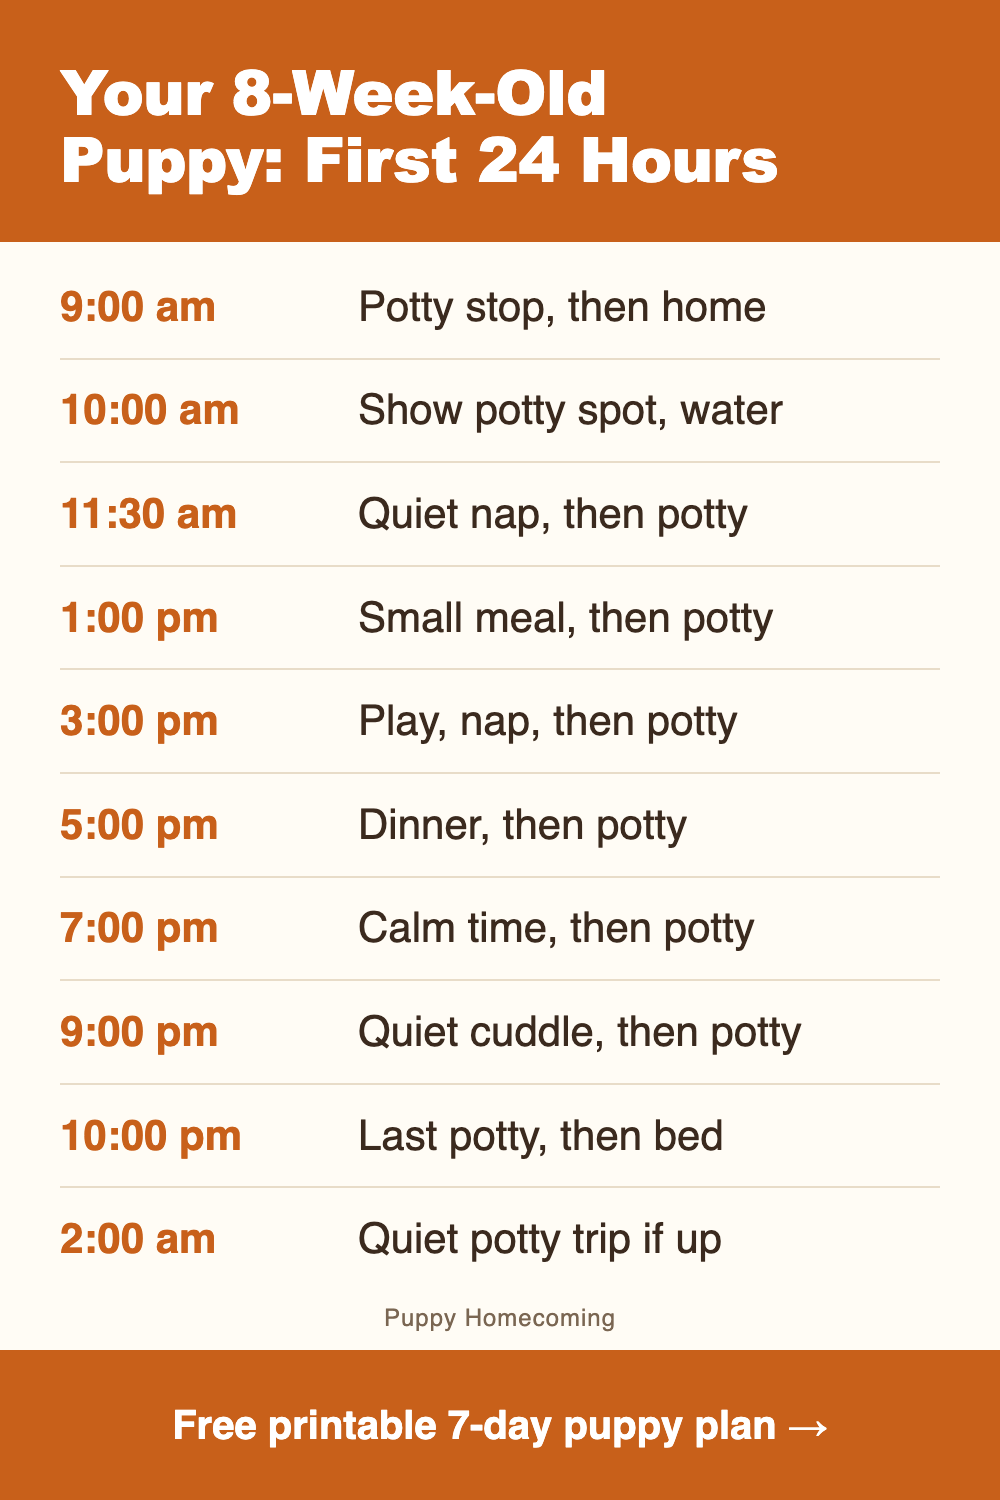 Your 8-Week-Old
Puppy: First 24 Hours
9:00 am Potty stop, then home
10:00 am Show potty spot, water
11:30 am Quiet nap, then potty
1:00 pm Small meal, then potty
3:00 pm Play, nap, then potty
5:00 pm Dinner, then potty
7:00 pm Calm time, then potty
9:00 pm Quiet cuddle, then potty
10:00 pm Last potty, then bed
2:00 am Quiet potty trip if up
Puppy Homecoming
Free printable 7-day puppy plan →